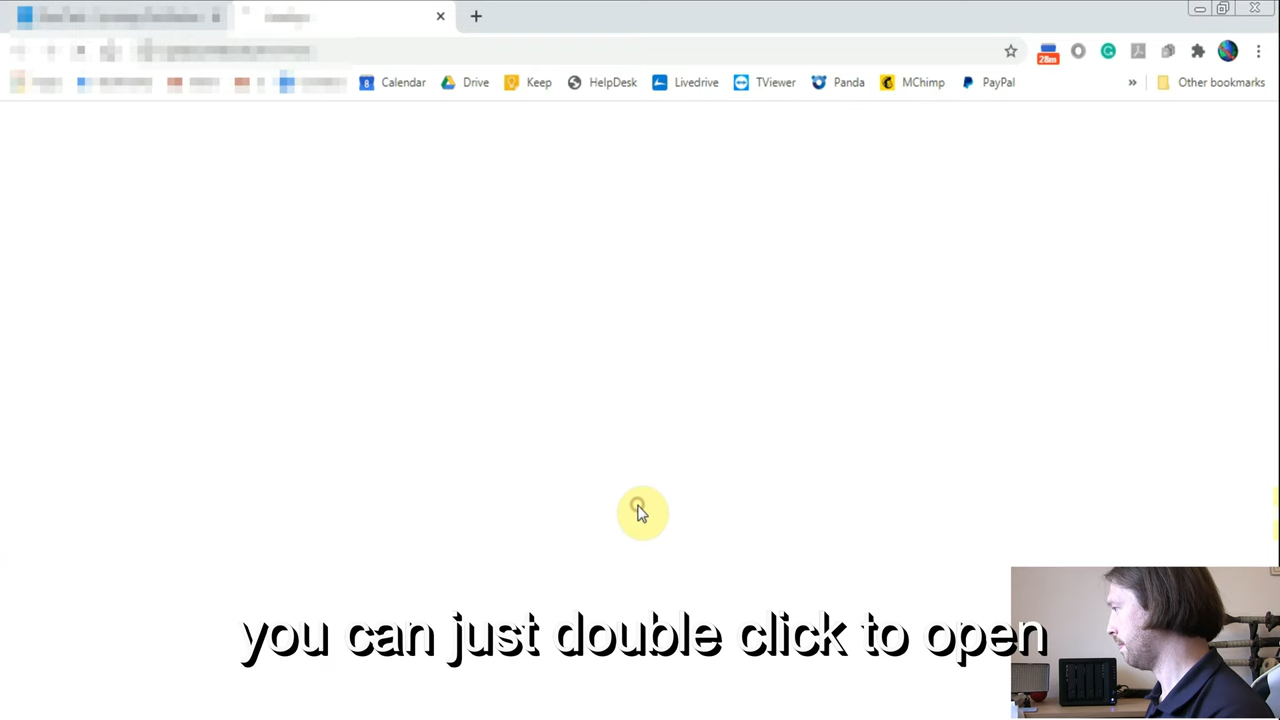 28m
8 Calendar Drive Keep HelpDesk Livedrive TViewer Panda MChimp PayPal » Other bookmarks
you can just double click to open